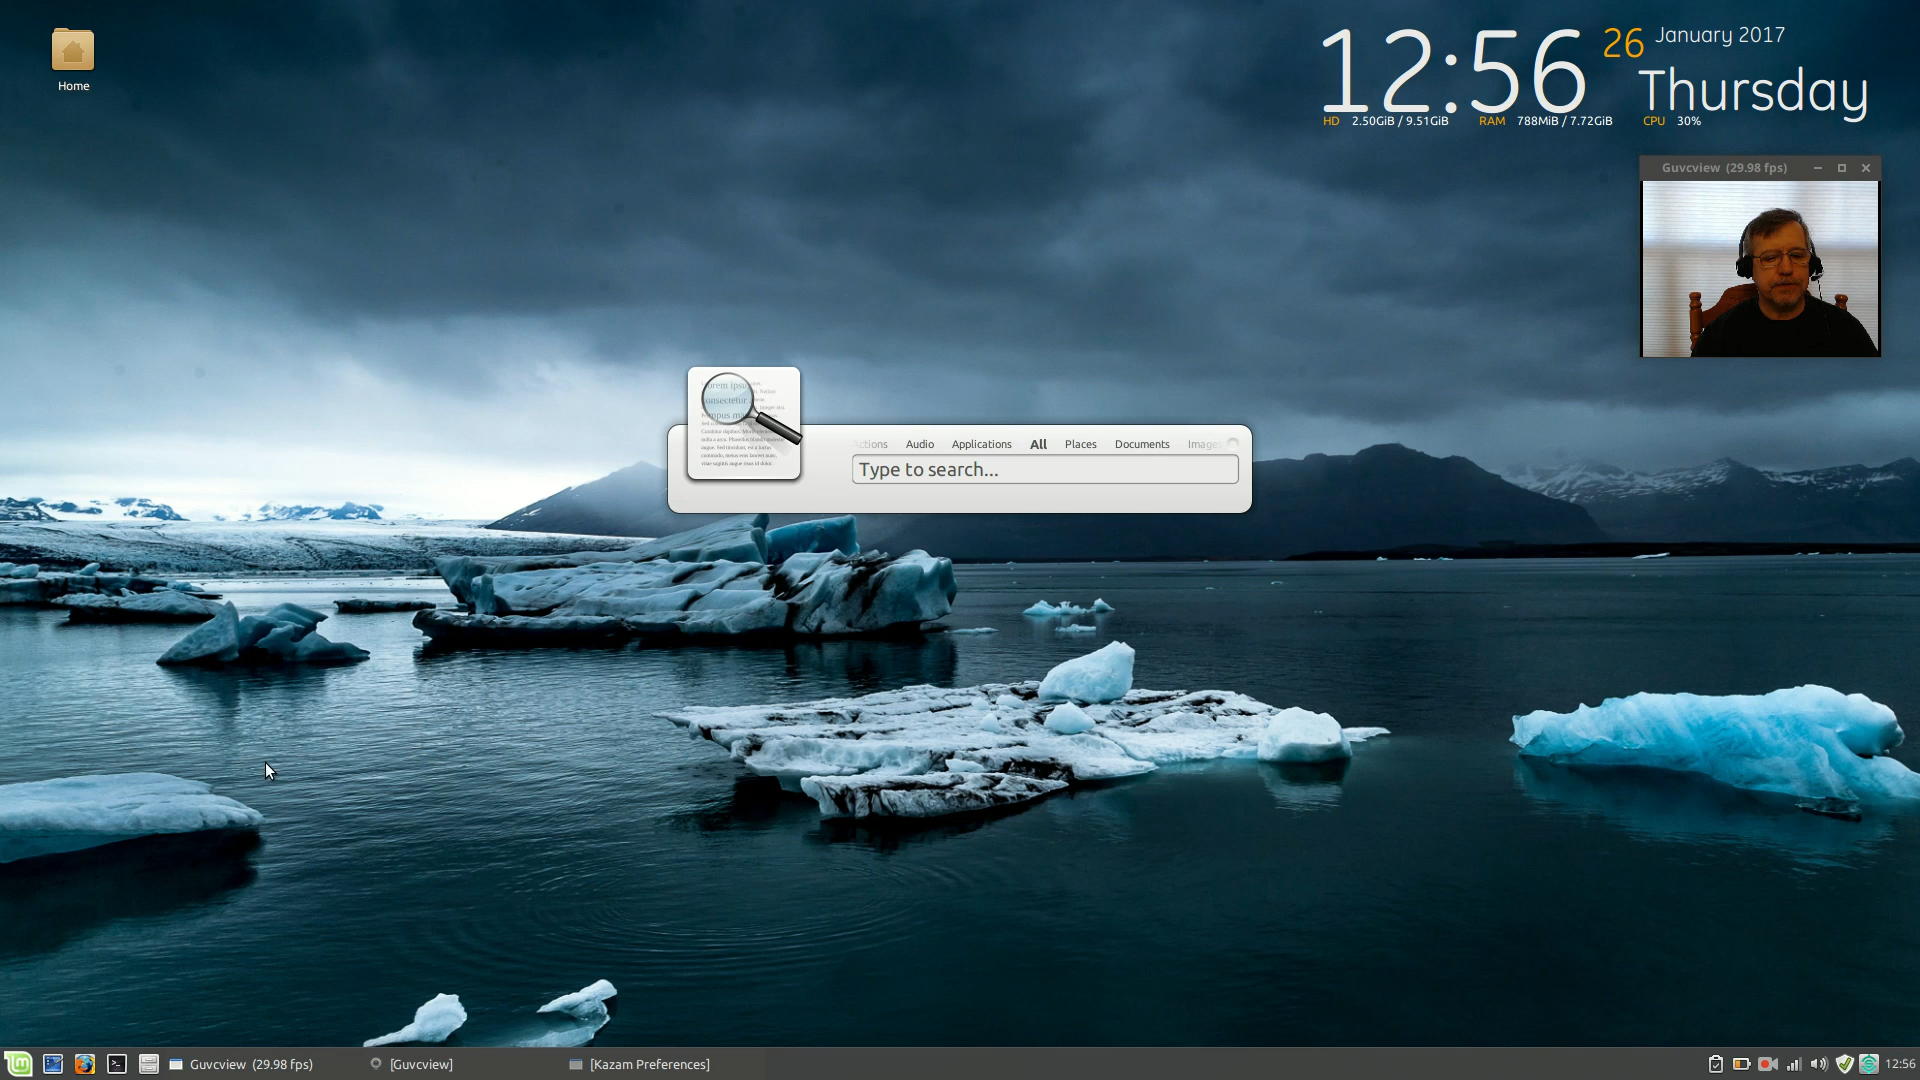 Home
12:56
26 January 2017
Thursday
HD 2.50GiB / 9.51GiB RAM 788MiB / 7.72GiB CPU 30%
Guvcview (29.98 fps)
Actions Audio Applications All Places Documents Images
Type to search...
Guvcview (29.98 fps) [Guvcview] [Kazam Preferences] 12:56